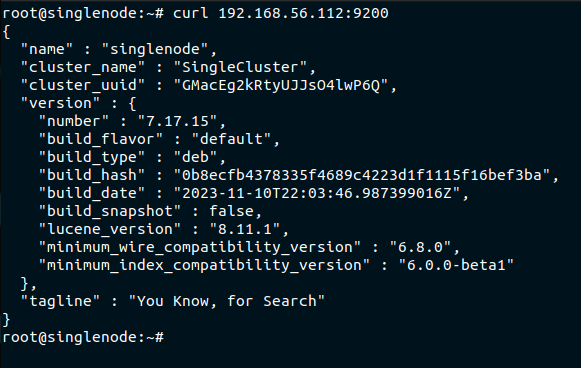 root@singlenode:~# curl 192.168.56.112:9200
{
  "name" : "singlenode",
  "cluster_name" : "SingleCluster",
  "cluster_uuid" : "GMacEg2kRtyUJJsO4lwP6Q",
  "version" : {
    "number" : "7.17.15",
    "build_flavor" : "default",
    "build_type" : "deb",
    "build_hash" : "0b8ecfb4378335f4689c4223d1f1115f16bef3ba",
    "build_date" : "2023-11-10T22:03:46.987399016Z",
    "build_snapshot" : false,
    "lucene_version" : "8.11.1",
    "minimum_wire_compatibility_version" : "6.8.0",
    "minimum_index_compatibility_version" : "6.0.0-beta1"
  },
  "tagline" : "You Know, for Search"
}
root@singlenode:~#